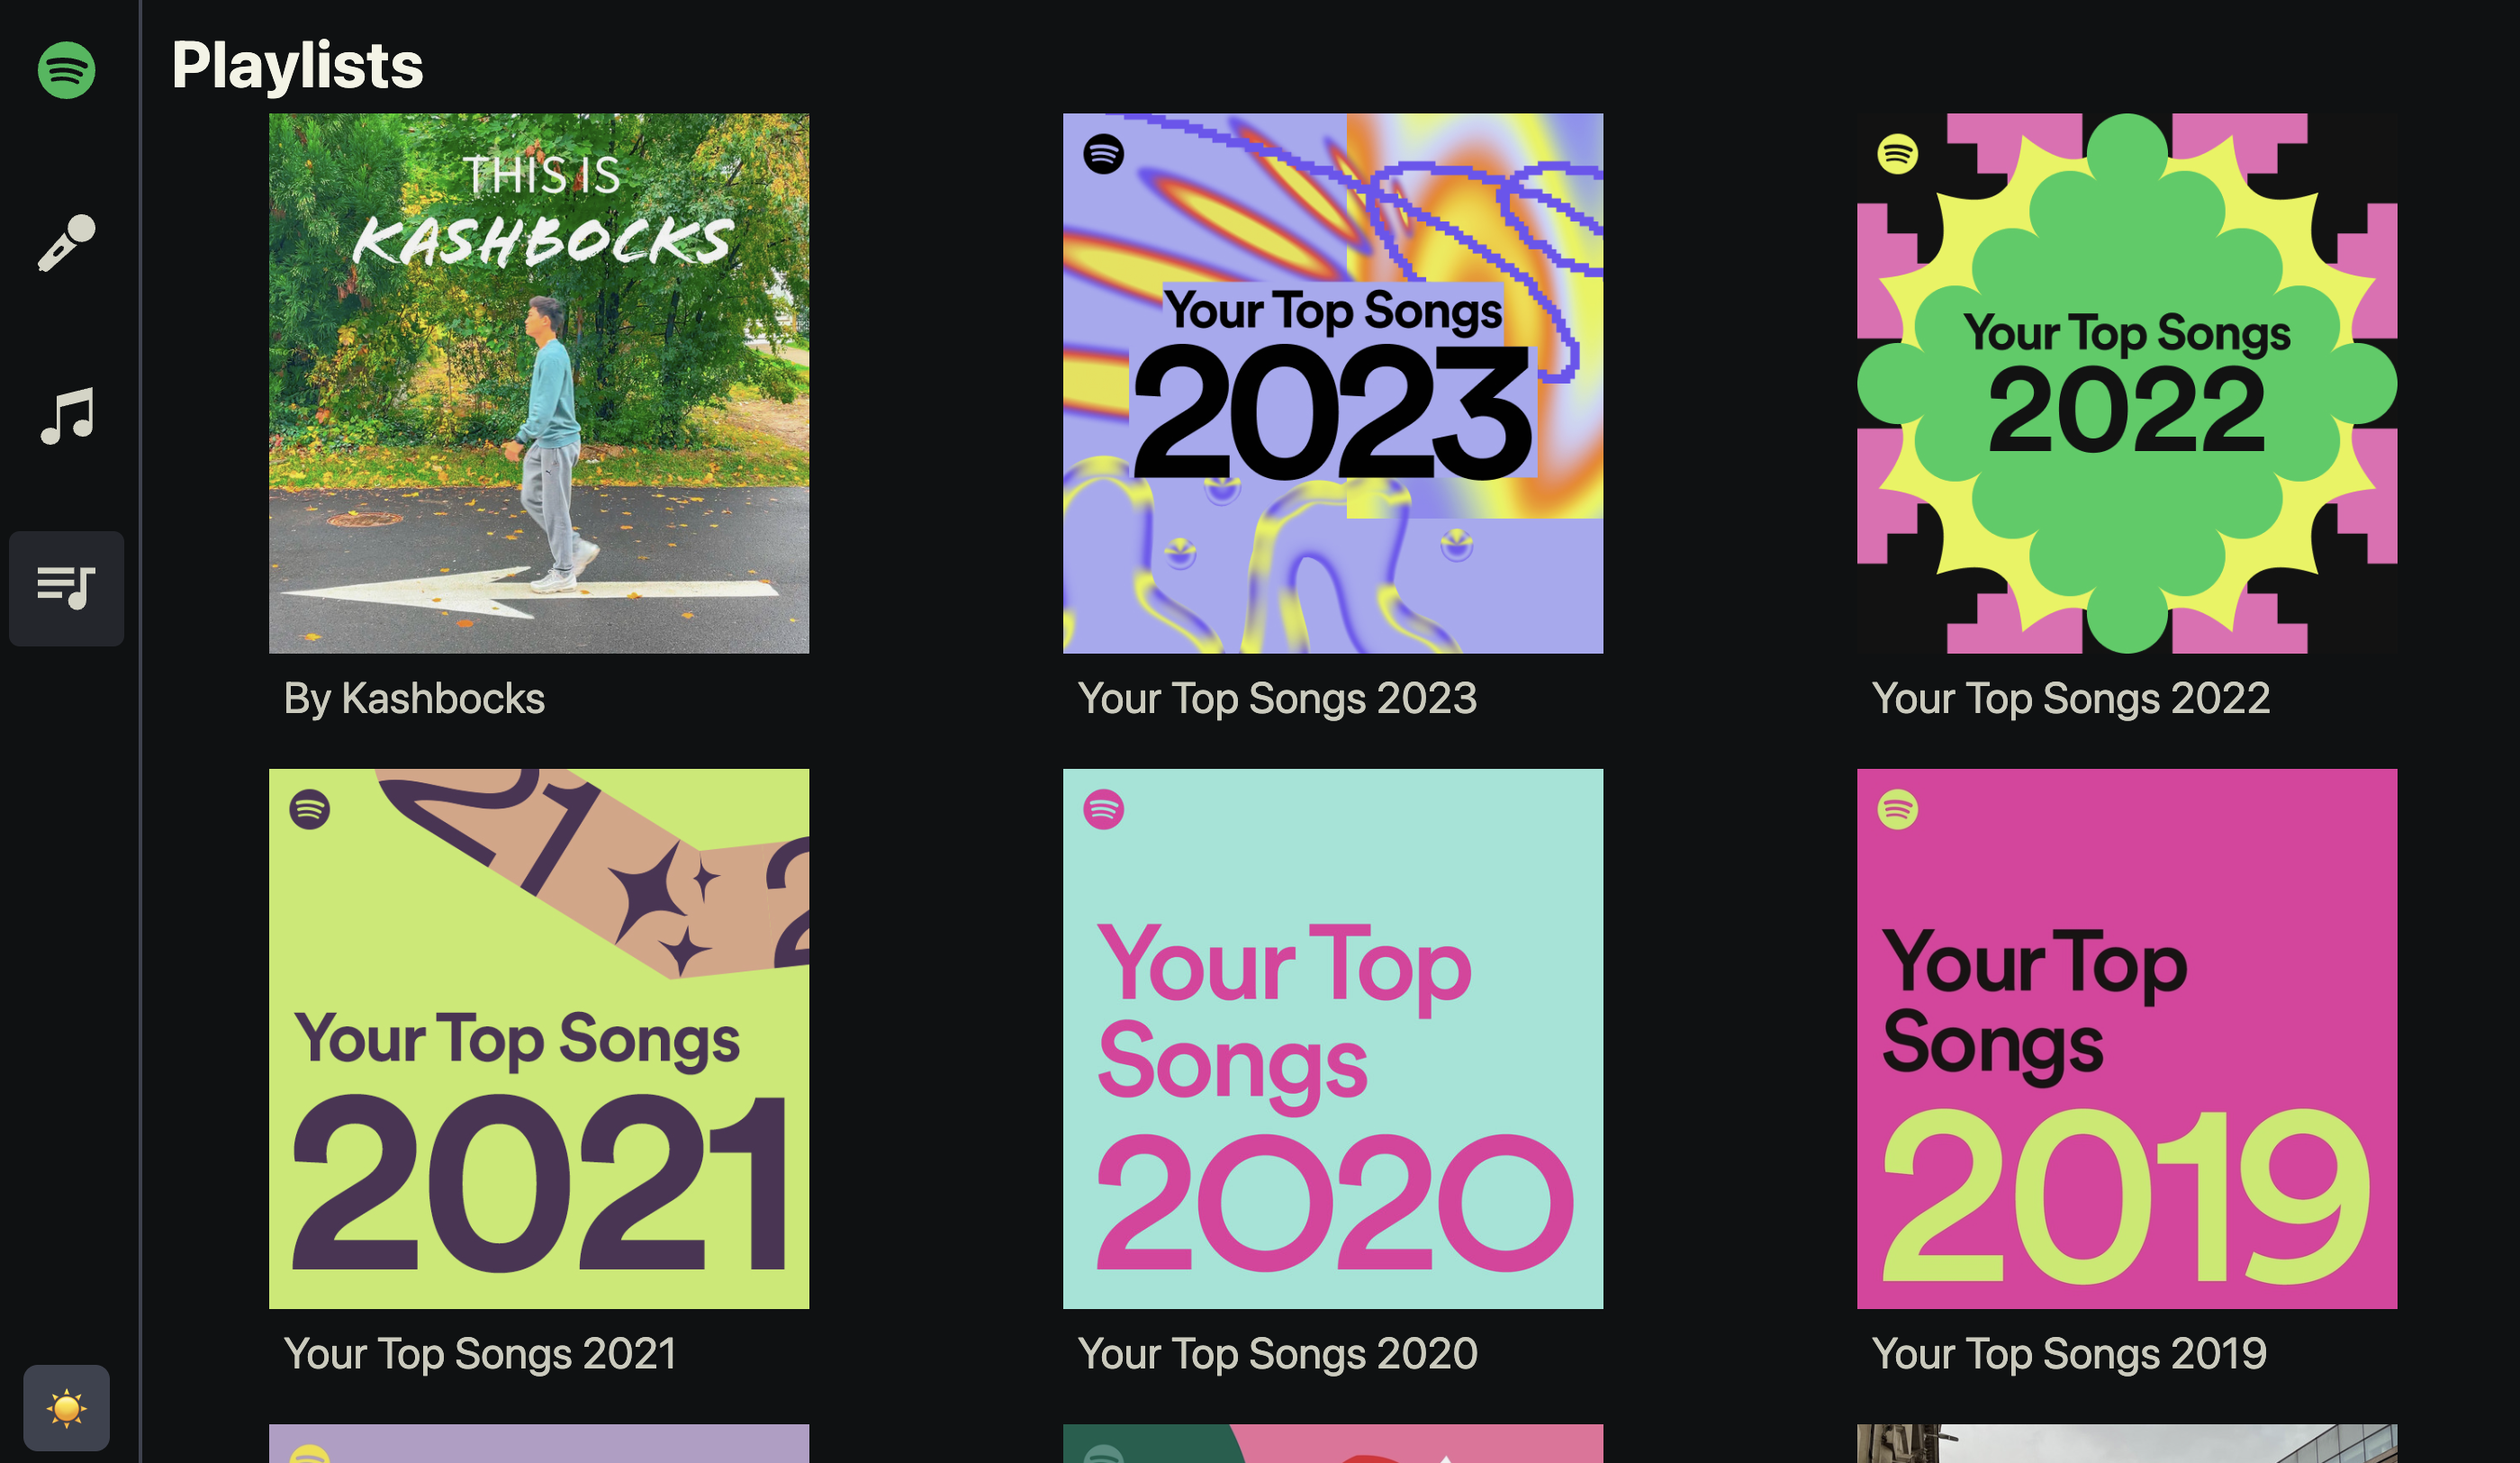 Playlists
THIS IS
KASHBOCKS
Your Top Songs
2023
Your Top Songs
2022
By Kashbocks
Your Top Songs 2023
Your Top Songs 2022
21
2
Your Top Songs
2021
Your Top
Songs
2020
Your Top
Songs
2019
Your Top Songs 2021
Your Top Songs 2020
Your Top Songs 2019